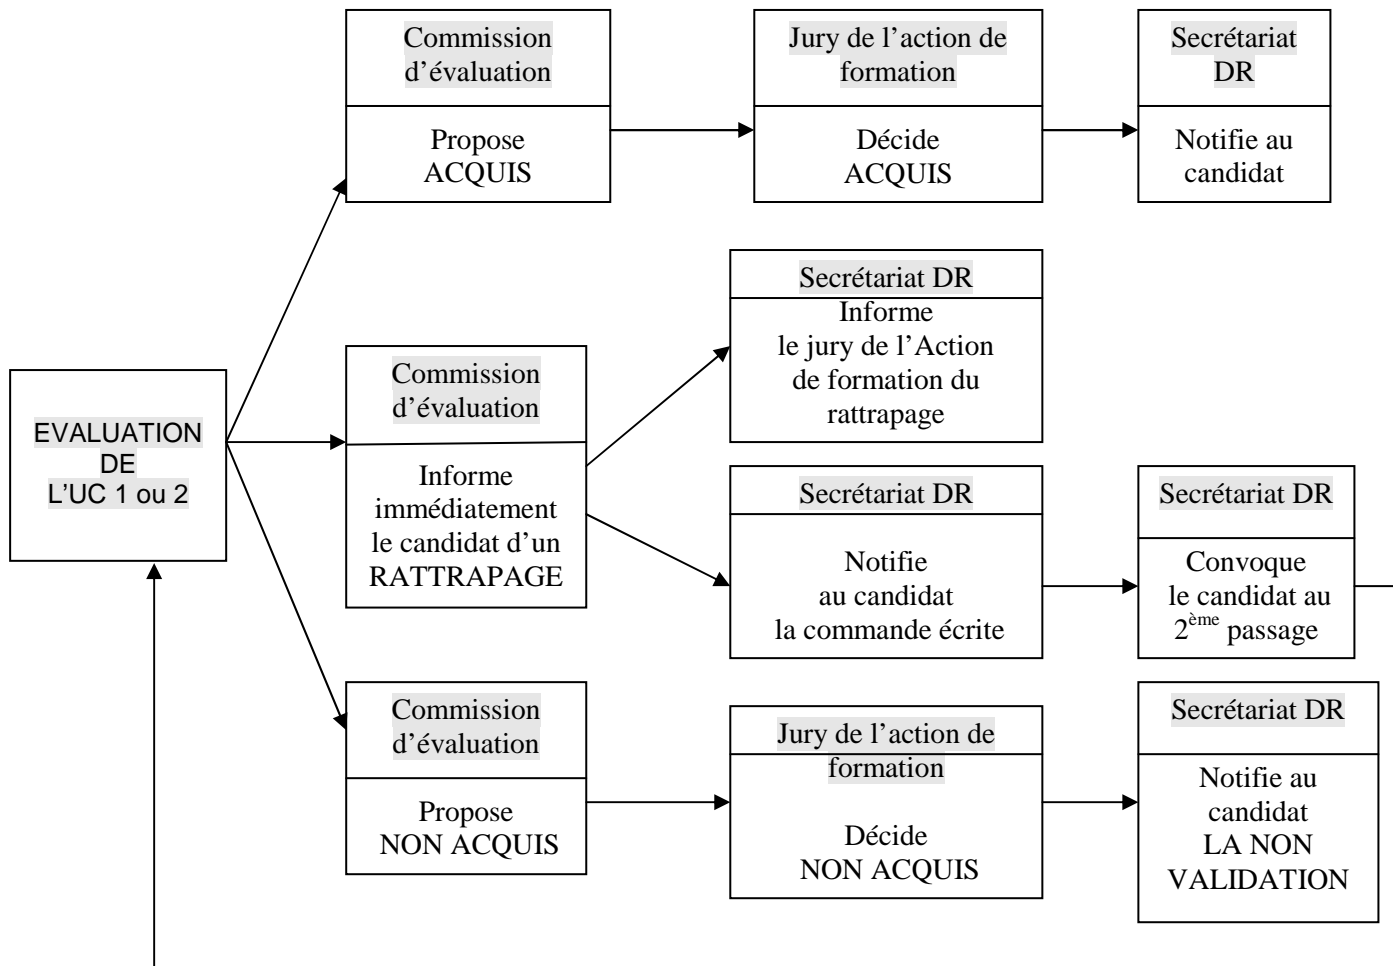 Commission
d’évaluation
Propose
ACQUIS
Jury de l’action de
formation
Décide
ACQUIS
Secrétariat
DR
Notifie au
candidat
EVALUATION
DE
L’UC 1 ou 2
Commission
d’évaluation
Informe
immédiatement
le candidat d’un
RATTRAPAGE
Secrétariat DR
Informe
le jury de l’Action
de formation du
rattrapage
Secrétariat DR
Notifie
au candidat
la commande écrite
Secrétariat DR
Convoque
le candidat au
2ème passage
Commission
d’évaluation
Propose
NON ACQUIS
Jury de l’action de
formation
Décide
NON ACQUIS
Secrétariat DR
Notifie au
candidat
LA NON
VALIDATION